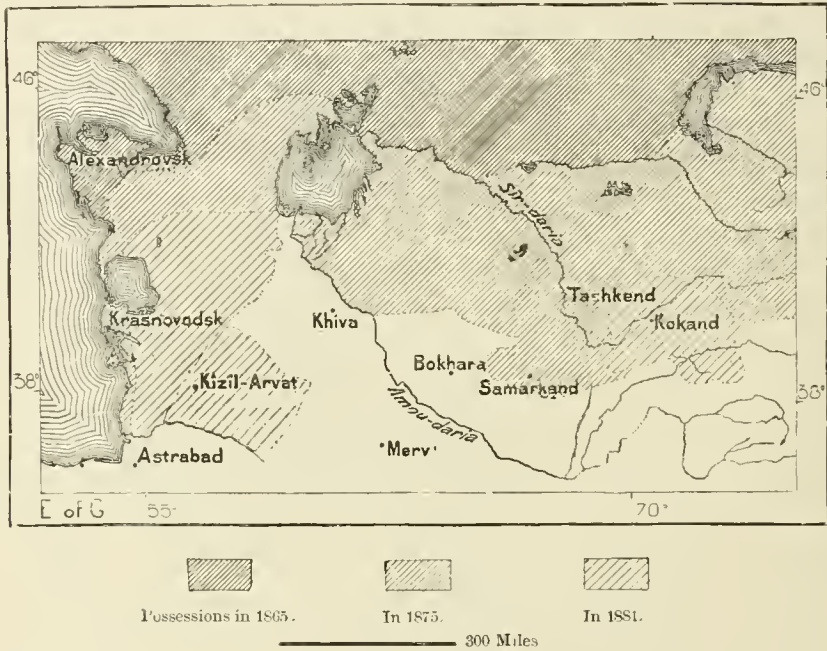 46°
46°
Alexandrovsk
Sir-daria
Tashkend
Krasnovodsk
Khiva
Kokand
Bokhara
Samarkand
38°
38°
Kizil-Arvat
Amou-daria
Merv
Astrabad
E of G
55°
70°
Possessions in 1865.
In 1875.
In 1881.
300 Miles